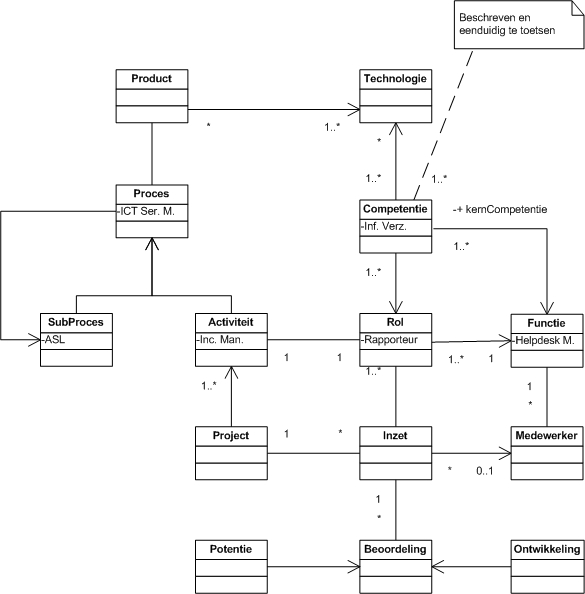 Beschreven en
eenduidig te toetsen
Product
Technologie
*
1..*
*
1..*
1..*
Proces
-ICT Ser. M.
Competentie
-Inf. Verz.
-+ kernCompetentie
1..*
1..*
SubProces
-ASL
Activiteit
-Inc. Man.
Rol
-Rapporteur
Functie
-Helpdesk M.
1
1
1..*
1
1..*
1..*
1
*
Project
1
*
Inzet
Medewerker
*
0..1
1
*
Potentie
Beoordeling
Ontwikkeling